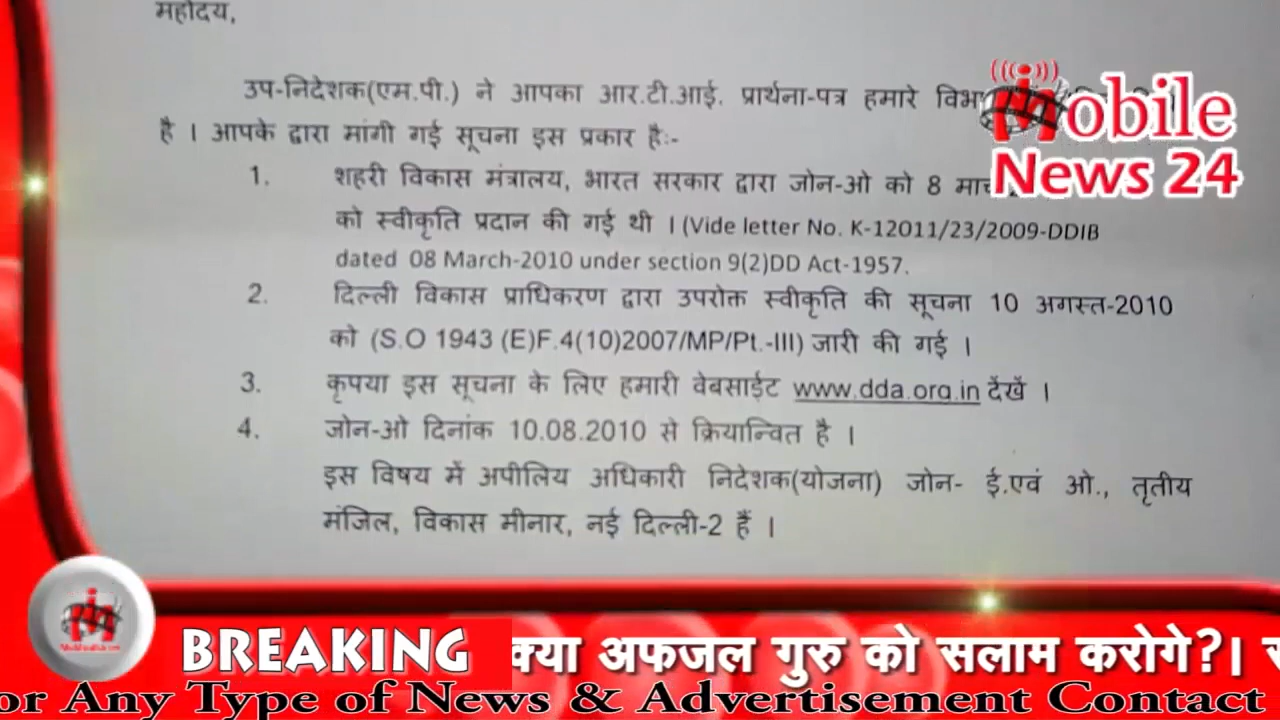 महोदय,
उप-निदेशक(एम.पी.) ने आपका आर.टी.आई. प्रार्थना-पत्र हमारे
है । आपके द्वारा मांगी गई सूचना इस प्रकार हैः-
1. शहरी विकास मंत्रालय, भारत सरकार द्वारा जोन-ओ को 8
को स्वीकृति प्रदान की गई थी । (Vide letter No. K-12011/23/2009-DDIB
dated 08 March-2010 under section 9(2)DD Act-1957.
2. दिल्ली विकास प्राधिकरण द्वारा उपरोक्त स्वीकृति की सूचना 10 अगस्त-2010
को (S.O 1943 (E)F.4(10)2007/MP/Pt.-III) जारी की गई ।
3. कृपया इस सूचना के लिए हमारी वेबसाईट www.dda.org.in देंखें ।
4. जोन-ओ दिनांक 10.08.2010 से क्रियान्वित है ।
इस विषय में अपीलिय अधिकारी निदेशक(योजना) जोन- ई.एवं ओ., तृतीय
मंजिल, विकास मीनार, नई दिल्ली-2 हैं ।
Mobile
News 24
BREAKING क्या अफजल गुरु को सलाम करोगे?।
or Any Type of News & Advertisement Contact